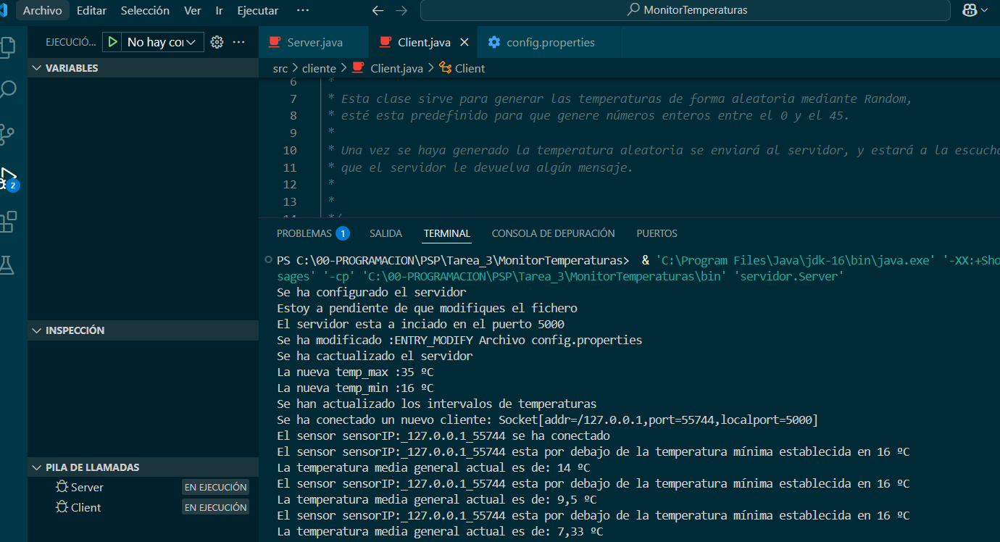 Archivo Editar Selección Ver Ir Ejecutar ··· MonitorTemperaturas
EJECUCIÓ... No hay cor ···
VARIABLES
INSPECCIÓN
PILA DE LLAMADAS
Server EN EJECUCIÓN
Client EN EJECUCIÓN
2
Server.java Client.java config.properties
src > cliente > Client.java > Client
6 *
7 * Esta clase sirve para generar las temperaturas de forma aleatoria mediante Random,
8 * esté esta predefinido para que genere números enteros entre el 0 y el 45.
9 *
10 * Una vez se haya generado la temperatura aleatoria se enviará al servidor, y estará a la escucha
11 * que el servidor le devuelva algún mensaje.
12 *
13 *
14 */
PROBLEMAS 1 SALIDA TERMINAL CONSOLA DE DEPURACIÓN PUERTOS
PS C:\00-PROGRAMACION\PSP\Tarea_3\MonitorTemperaturas> & 'C:\Program Files\Java\jdk-16\bin\java.exe' '-XX:+Sho
sages' '-cp' 'C:\00-PROGRAMACION\PSP\Tarea_3\MonitorTemperaturas\bin' 'servidor.Server'
Se ha configurado el servidor
Estoy a pendiente de que modifiques el fichero
El servidor esta a inciado en el puerto 5000
Se ha modificado :ENTRY_MODIFY Archivo config.properties
Se ha cactualizado el servidor
La nueva temp_max :35 ºC
La nueva temp_min :16 ºC
Se han actualizado los intervalos de temperaturas
Se ha conectado un nuevo cliente: Socket[addr=/127.0.0.1,port=55744,localport=5000]
El sensor sensorIP:_127.0.0.1_55744 se ha conectado
El sensor sensorIP:_127.0.0.1_55744 esta por debajo de la temperatura mínima establecida en 16 ºC
La temperatura media general actual es de: 14 ºC
El sensor sensorIP:_127.0.0.1_55744 esta por debajo de la temperatura mínima establecida en 16 ºC
La temperatura media general actual es de: 9,5 ºC
El sensor sensorIP:_127.0.0.1_55744 esta por debajo de la temperatura mínima establecida en 16 ºC
La temperatura media general actual es de: 7,33 ºC